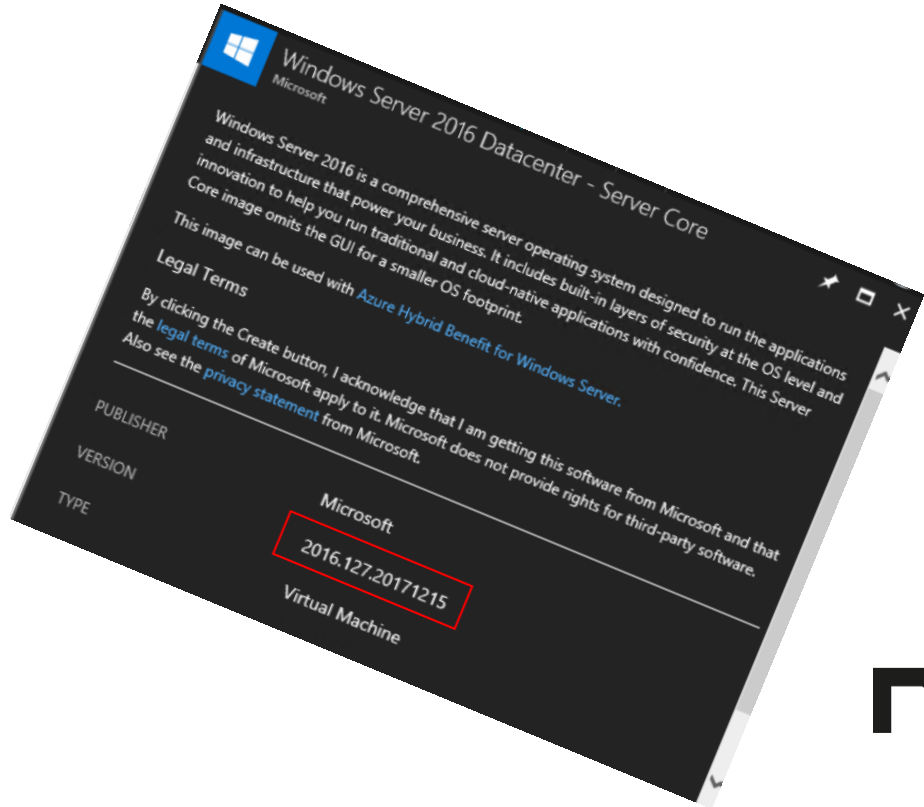 Windows Server 2016 Datacenter - Server Core
Microsoft
Windows Server 2016 is a comprehensive server operating system designed to run the applications
and infrastructure that power your business. It includes built-in layers of security at the OS level and
innovation to help you run traditional and cloud-native applications with confidence. This Server
Core image omits the GUI for a smaller OS footprint.
This image can be used with Azure Hybrid Benefit for Windows Server.
Legal Terms
By clicking the Create button, I acknowledge that I am getting this software from Microsoft and that
the legal terms of Microsoft apply to it. Microsoft does not provide rights for third-party software.
Also see the privacy statement from Microsoft.
PUBLISHER Microsoft
VERSION 2016.127.20171215
TYPE Virtual Machine